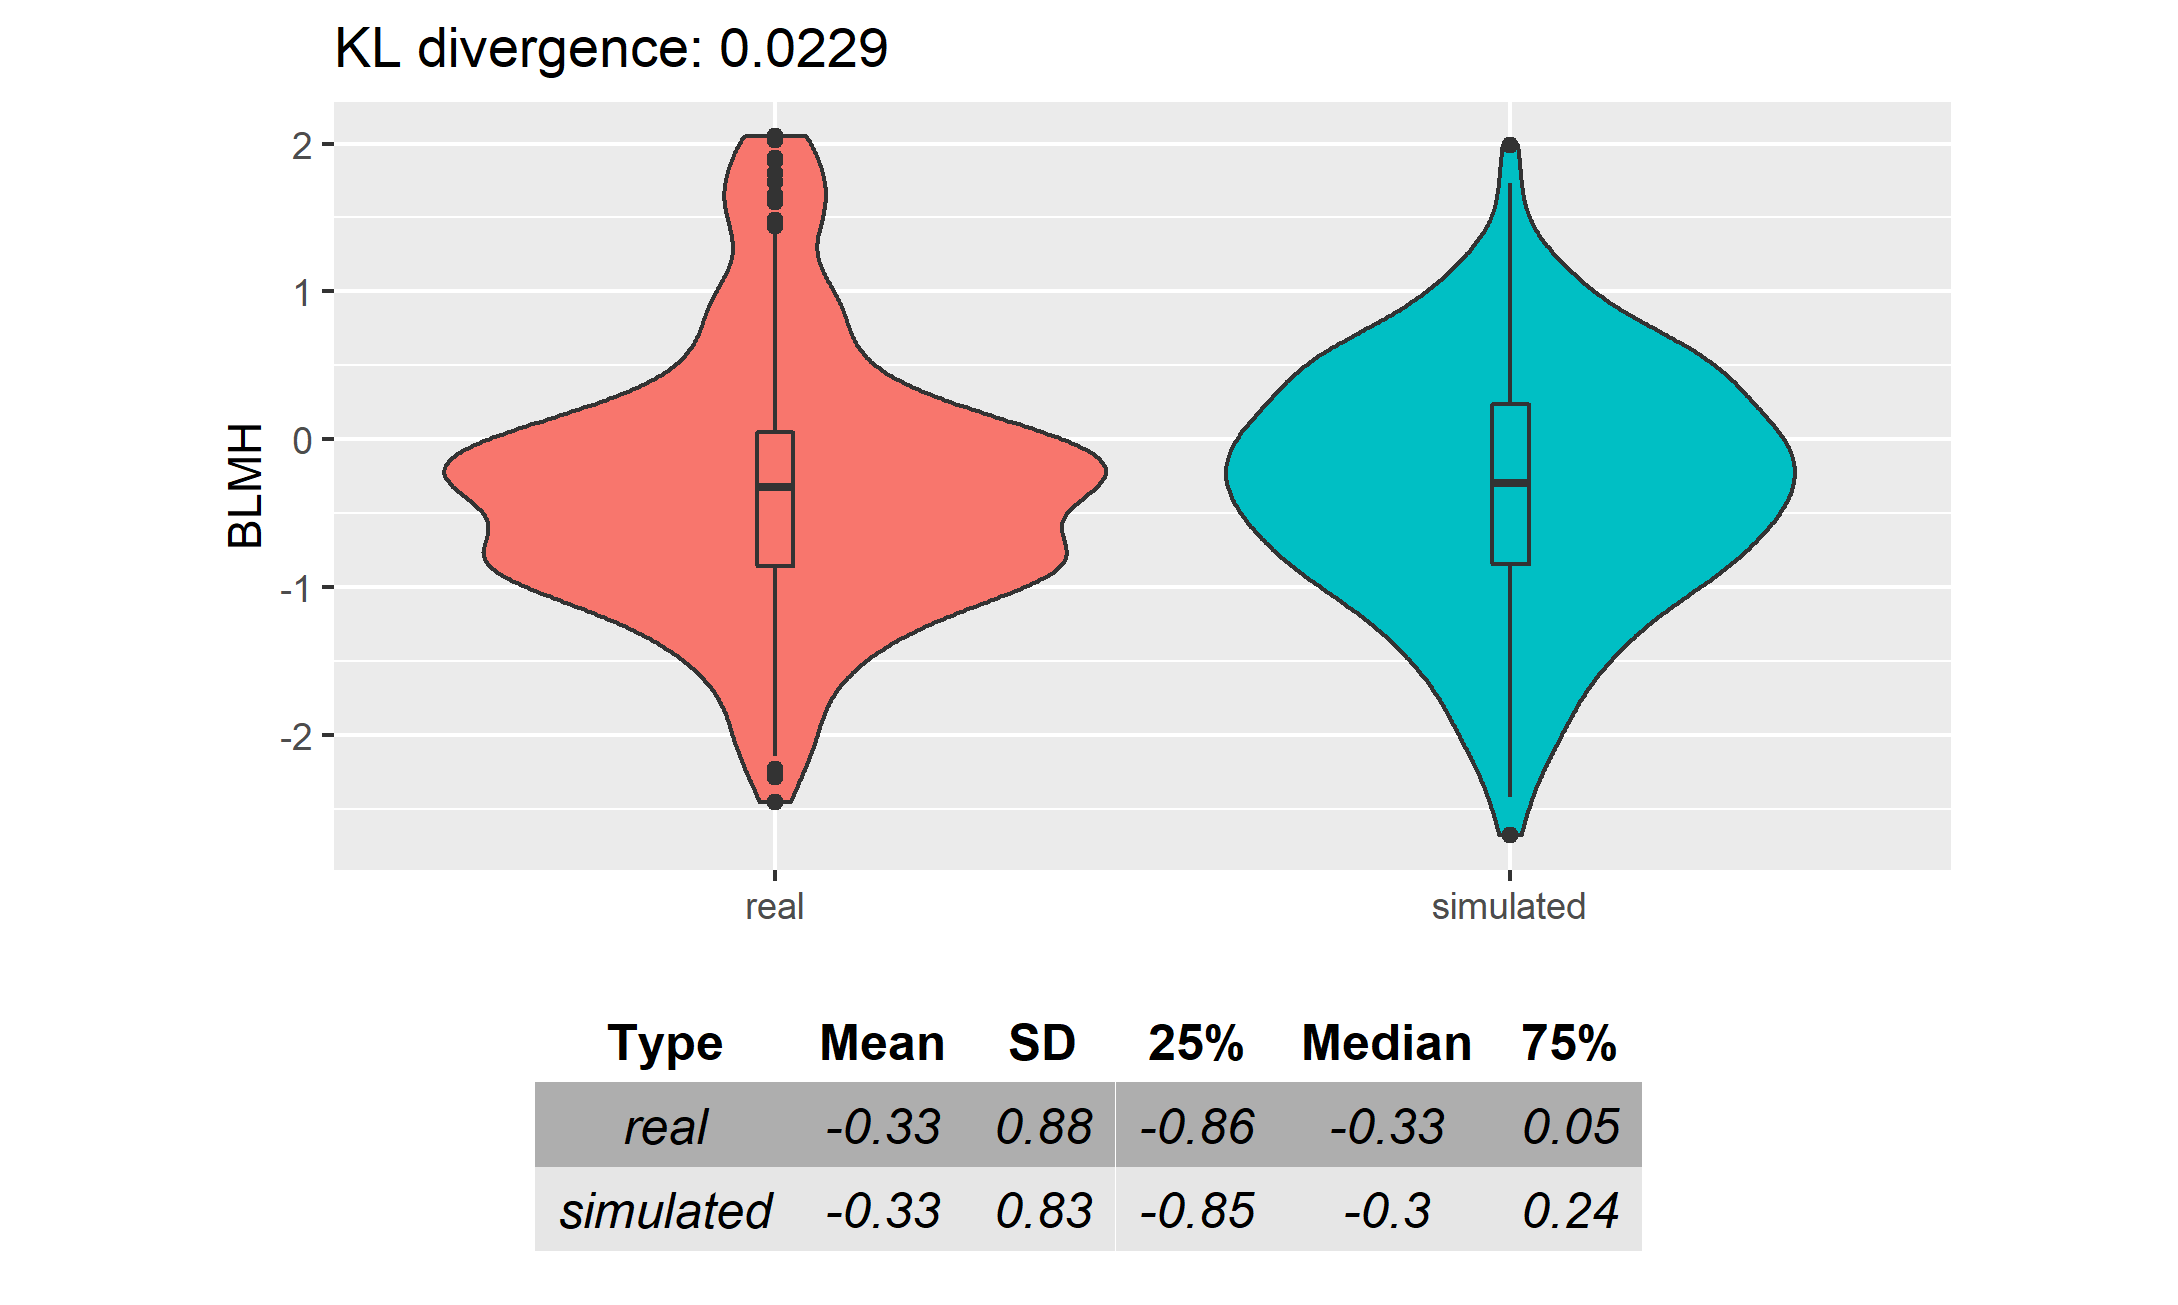 KL divergence: 0.0229
BLMH
2
1
0
-1
-2
real simulated
Type Mean SD 25% Median 75%
real -0.33 0.88 -0.86 -0.33 0.05
simulated -0.33 0.83 -0.85 -0.3 0.24